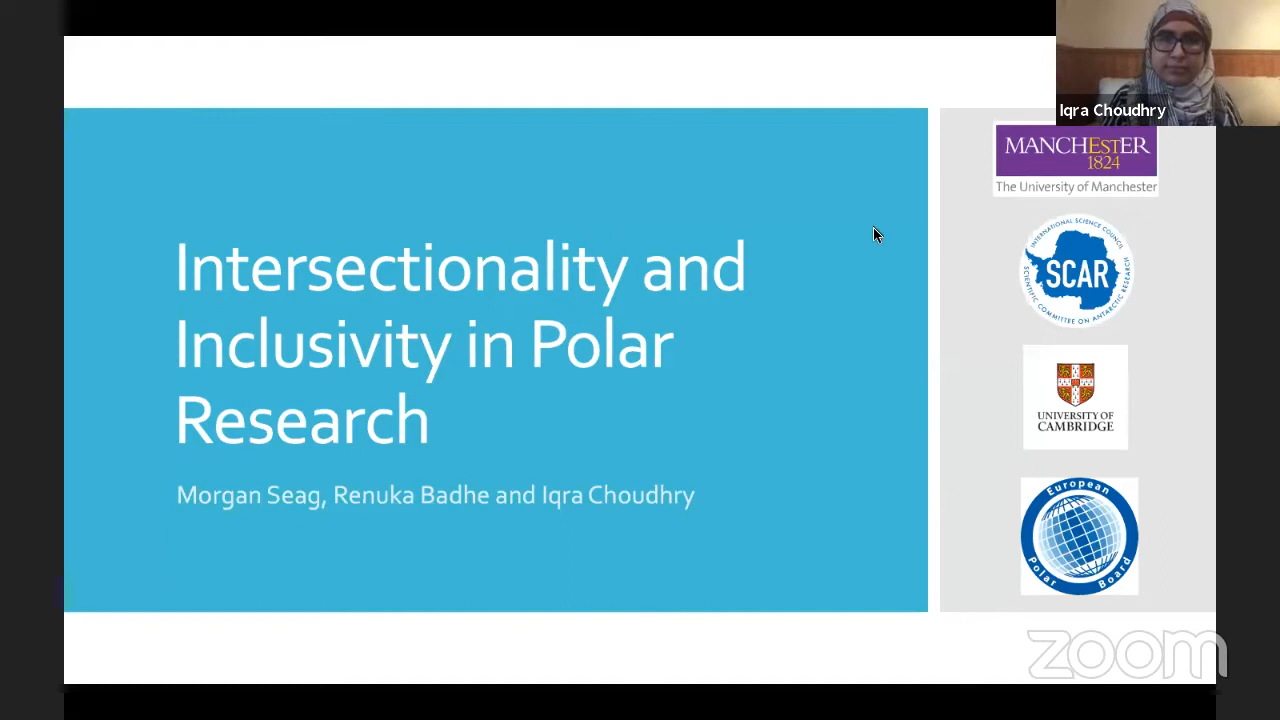 Iqra Choudhry
Intersectionality and
Inclusivity in Polar
Research
Morgan Seag, Renuka Badhe and Iqra Choudhry
MANCHESTER
1824
The University of Manchester
INTERNATIONAL SCIENCE COUNCIL
SCAR
SCIENTIFIC COMMITTEE ON ANTARCTIC RESEARCH
UNIVERSITY OF
CAMBRIDGE
European
Polar Board
zoom